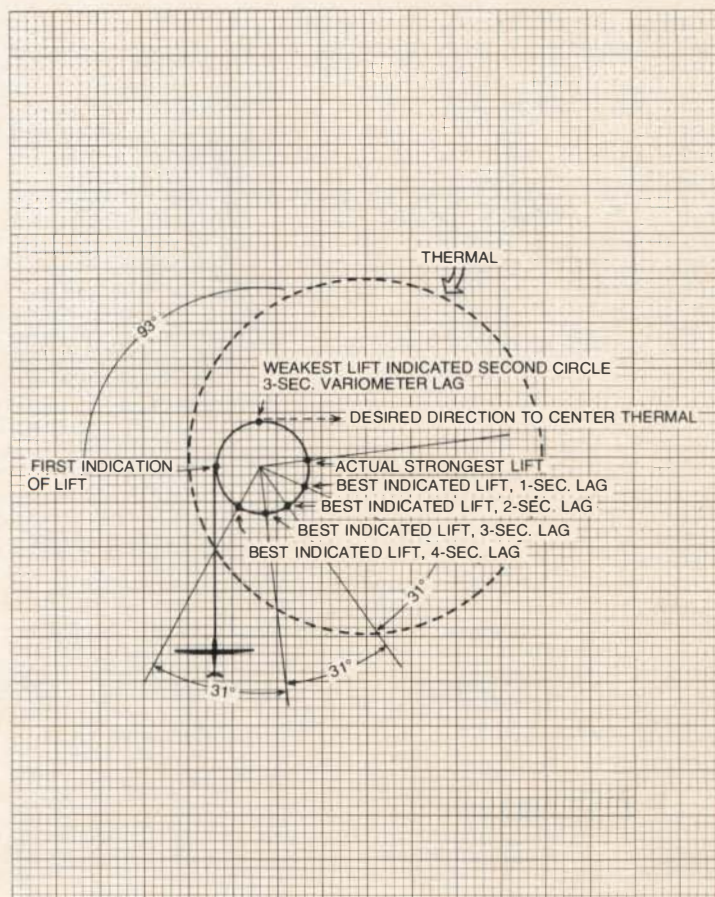 THERMAL
93°
WEAKEST LIFT INDICATED SECOND CIRCLE
3-SEC. VARIOMETER LAG
DESIRED DIRECTION TO CENTER THERMAL
FIRST INDICATION
OF LIFT
ACTUAL STRONGEST LIFT
BEST INDICATED LIFT, 1-SEC. LAG
BEST INDICATED LIFT, 2-SEC. LAG
BEST INDICATED LIFT, 3-SEC. LAG
BEST INDICATED LIFT, 4-SEC. LAG
31°
31°
31°